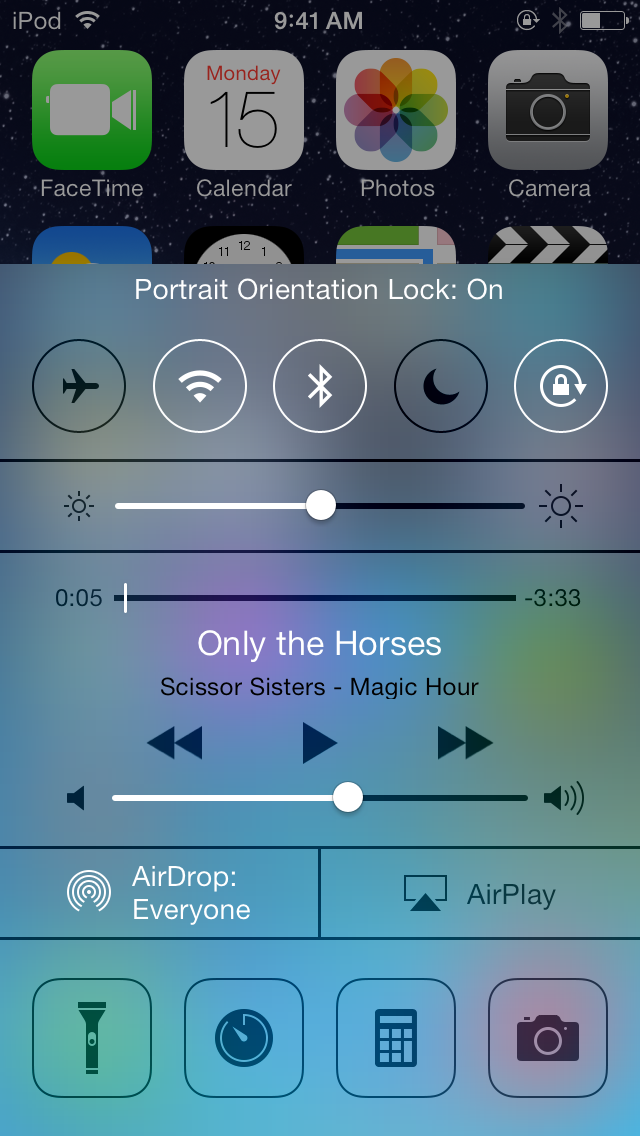 iPod 9:41 AM
Monday
15
FaceTime Calendar Photos Camera
11 12 1
Portrait Orientation Lock: On
0:05 -3:33
Only the Horses
Scissor Sisters - Magic Hour
AirDrop:
Everyone
AirPlay